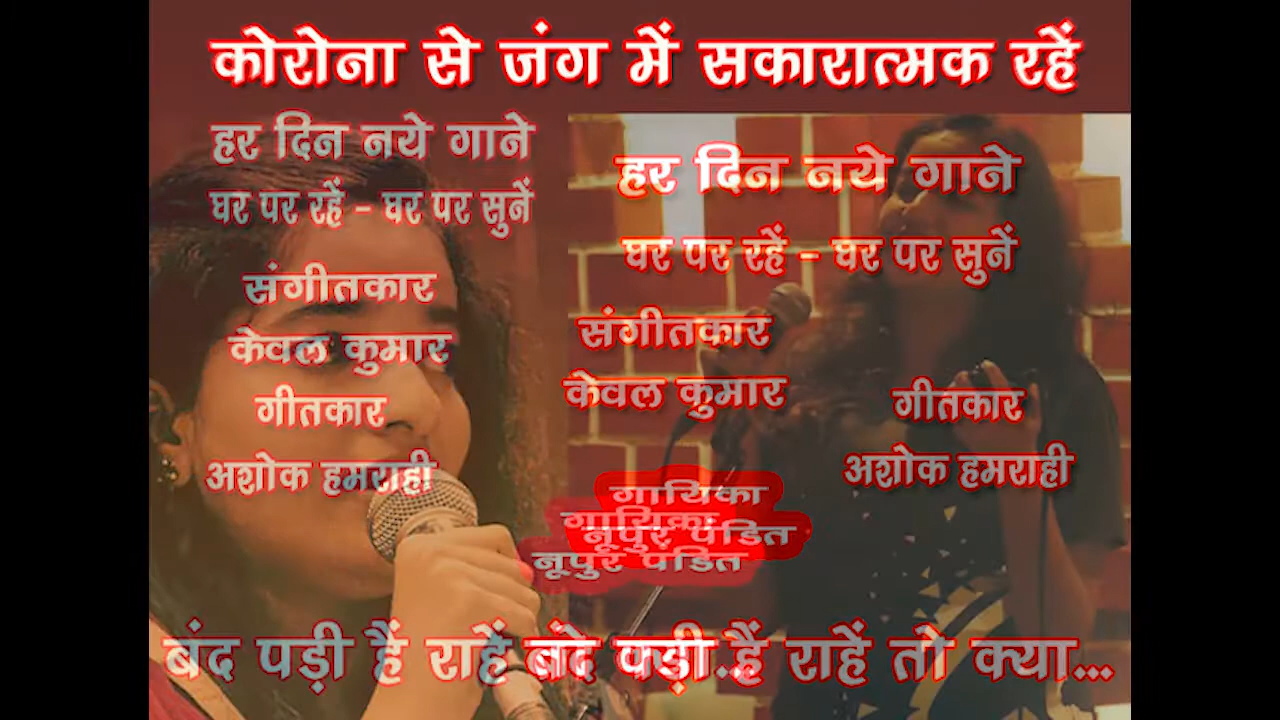 कोरोना से जंग में सकारात्मक रहें
हर दिन नये गाने
घर पर रहें - घर पर सुनें
संगीतकार
केवल कुमार
गीतकार
अशोक हमराही
हर दिन नये गाने
घर पर रहें - घर पर सुनें
संगीतकार
केवल कुमार
गीतकार
अशोक हमराही
गायिका
नूपुर पंडित
गायिका
नूपुर पंडित
बंद पड़ी हैं राहें तो क्या...
बंद पड़ी हैं राहें तो क्या...